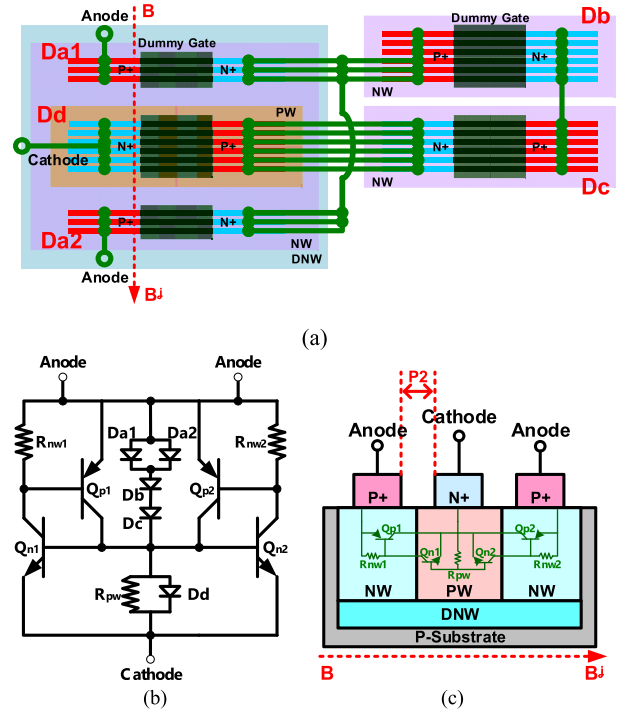 Anode
B
Dummy Gate
Db
Da1
Dummy Gate
P+
N+
P+
N+
NW
Dd
PW
N+
P+
N+
P+
Cathode
NW
Dc
Da2
P+
N+
NW
DNW
Anode
B
(a)
Anode
Anode
Rnw1
Da1
Da2
Rnw2
Qp1
Db
Qp2
Dc
Qn1
Qn2
Rpw
Dd
Cathode
(b)
P2
Anode
Cathode
Anode
P+
N+
P+
Qp1
Qp2
Rnw1
Qn1
Qn2
Rnw2
Rpw
NW
PW
NW
DNW
P-Substrate
B
B
(c)